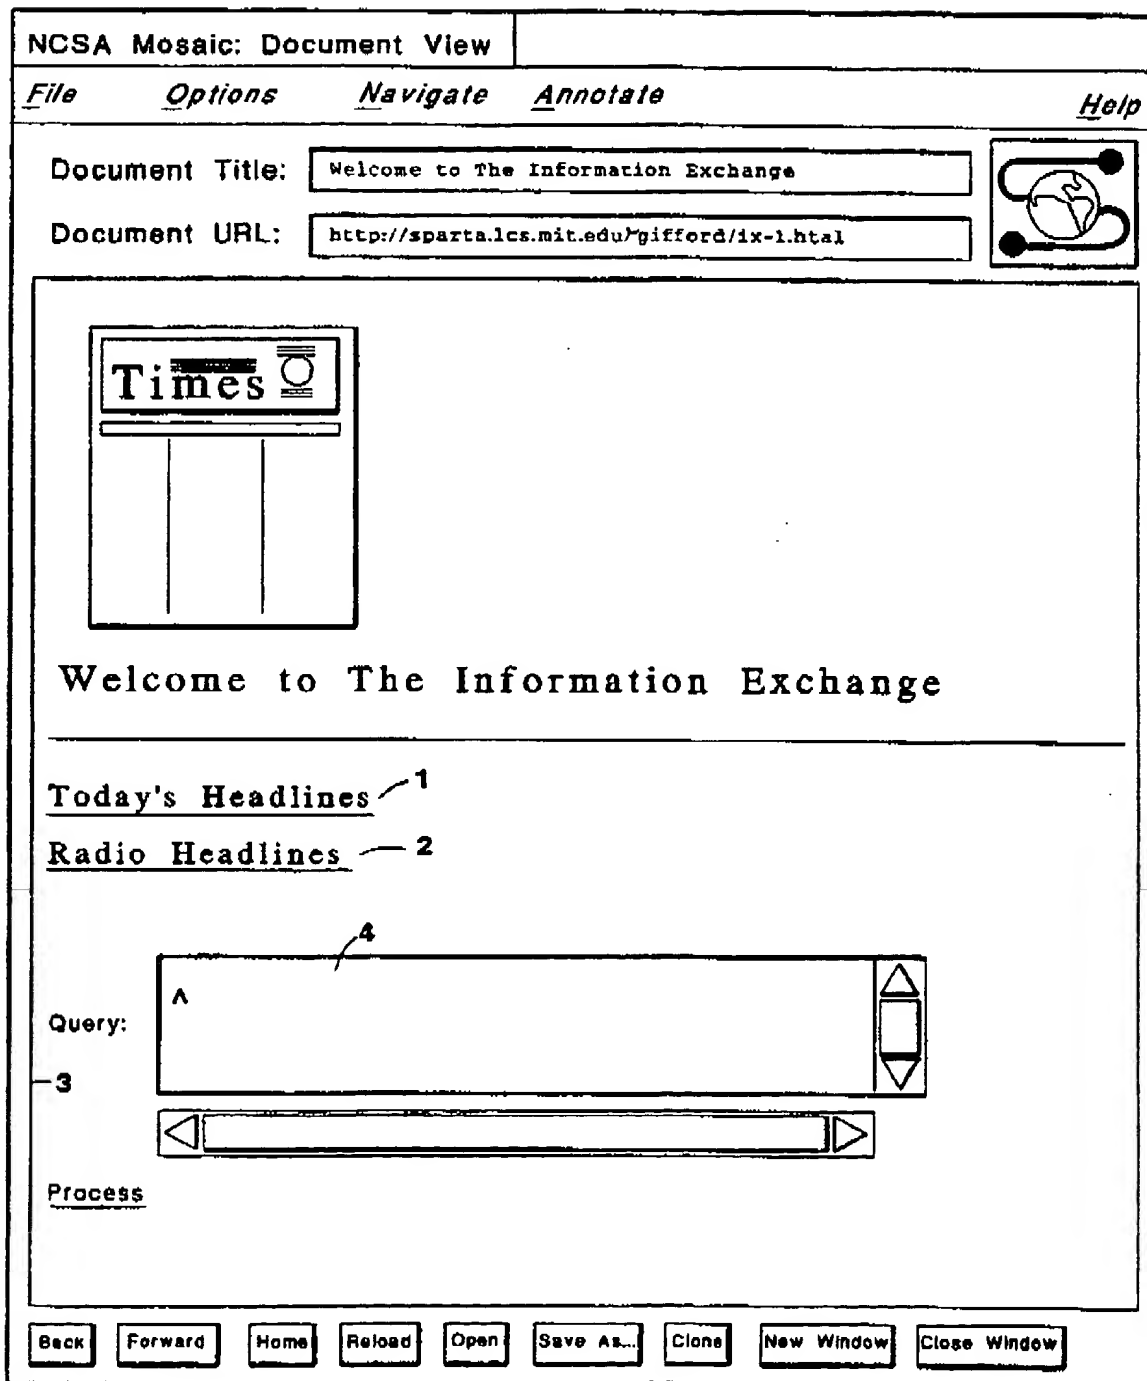 NCSA Mosaic: Document View
File Options Navigate Annotate Help
Document Title: Welcome to The Information Exchange
Document URL: http://sparta.lcs.mit.edu/~gifford/ix-1.html
Times
Welcome to The Information Exchange
Today's Headlines 1
Radio Headlines 2
4
^
Query:
3
Process
Back Forward Home Reload Open Save As... Clone New Window Close Window